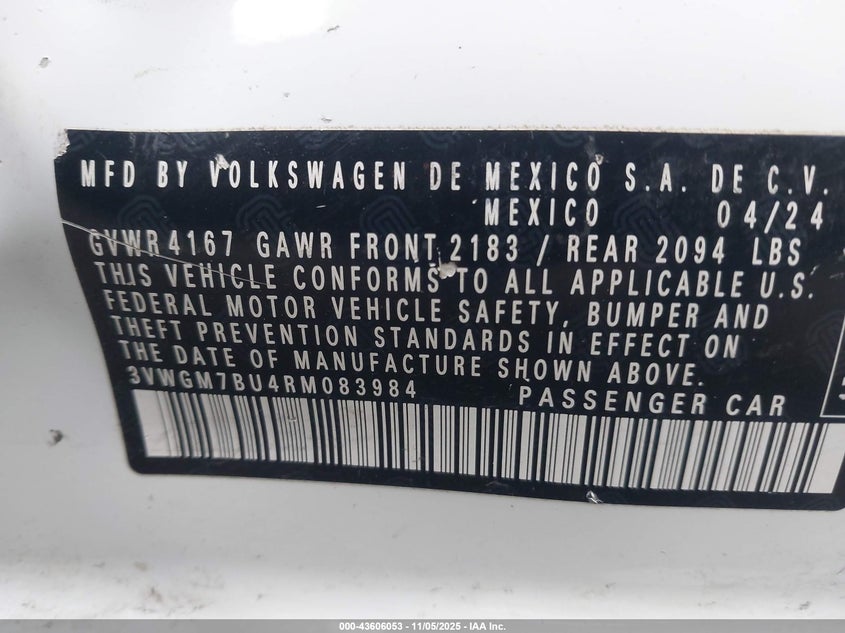 MFD BY VOLKSWAGEN DE MEXICO S.A. DE C.V.
MEXICO 04/24
GVWR 4167 GAWR FRONT 2183 / REAR 2094 LBS
THIS VEHICLE CONFORMS TO ALL APPLICABLE U.S.
FEDERAL MOTOR VEHICLE SAFETY, BUMPER AND
THEFT PREVENTION STANDARDS IN EFFECT ON
THE DATE OF MANUFACTURE SHOWN ABOVE.
3VWGM7BU4RM083984 PASSENGER CAR
000-43606053 - 11/05/2025 - IAA Inc.